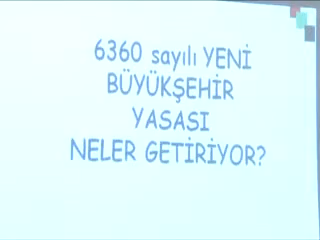 6360 sayılı YENİ
BÜYÜKŞEHİR
YASASI
NELER GETİRİYOR?